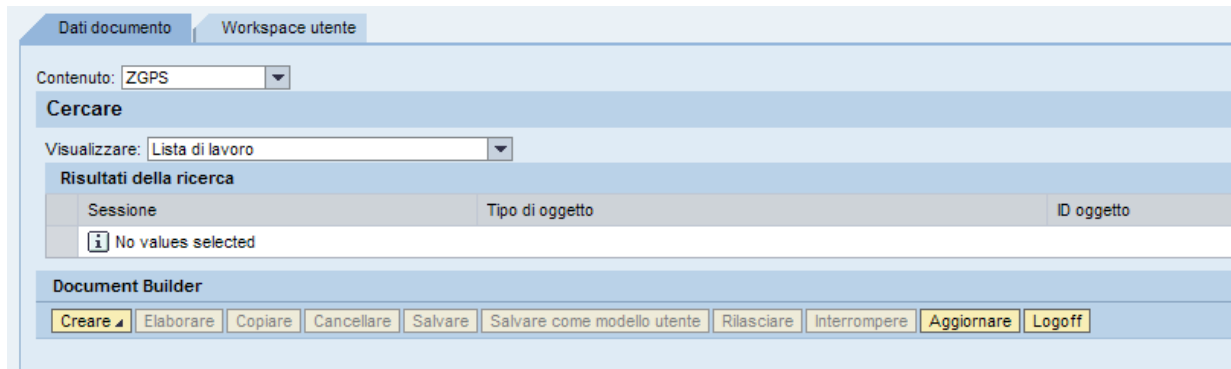 Dati documento Workspace utente
Contenuto: ZGPS
Cercare
Visualizzare: Lista di lavoro
Risultati della ricerca
Sessione Tipo di oggetto ID oggetto
No values selected
Document Builder
Creare Elaborare Copiare Cancellare Salvare Salvare come modello utente Rilasciare Interrompere Aggiornare Logoff